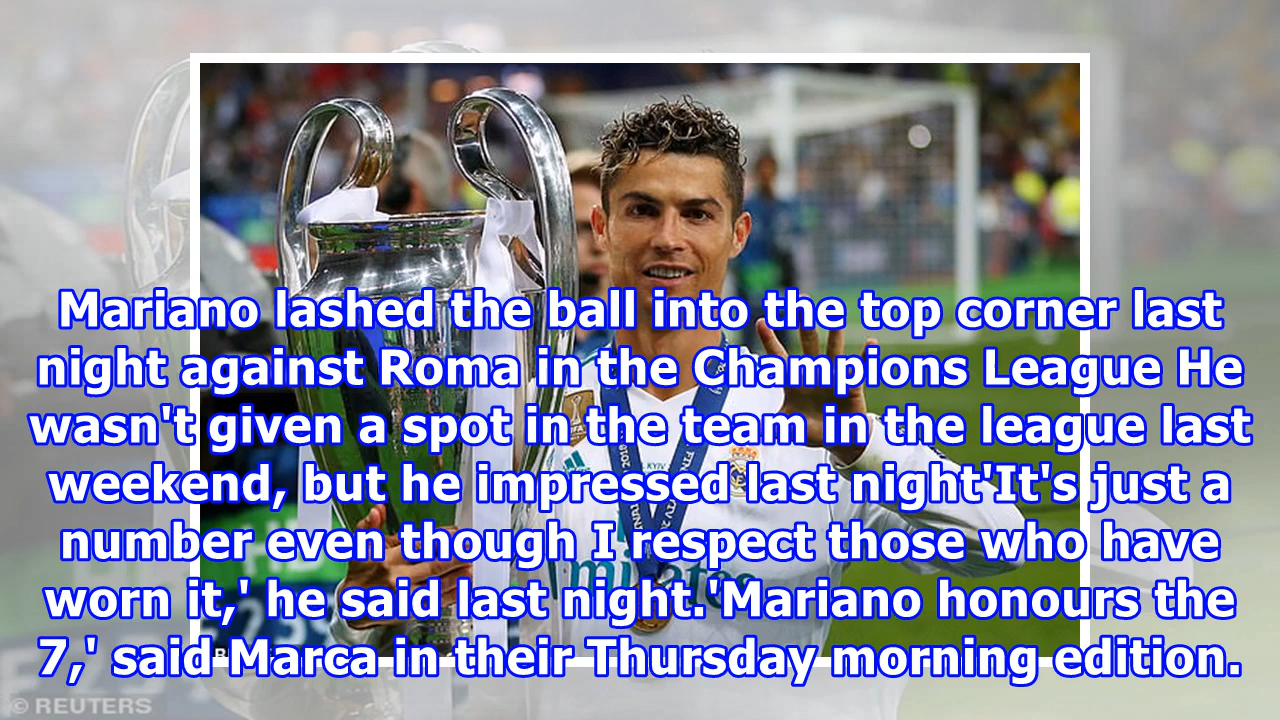 Mariano lashed the ball into the top corner last
night against Roma in the Champions League He
wasn't given a spot in the team in the league last
weekend, but he impressed last night'It's just a
number even though I respect those who have
worn it,' he said last night.'Mariano honours the
7,' said Marca in their Thursday morning edition.
Emirates
© REUTERS